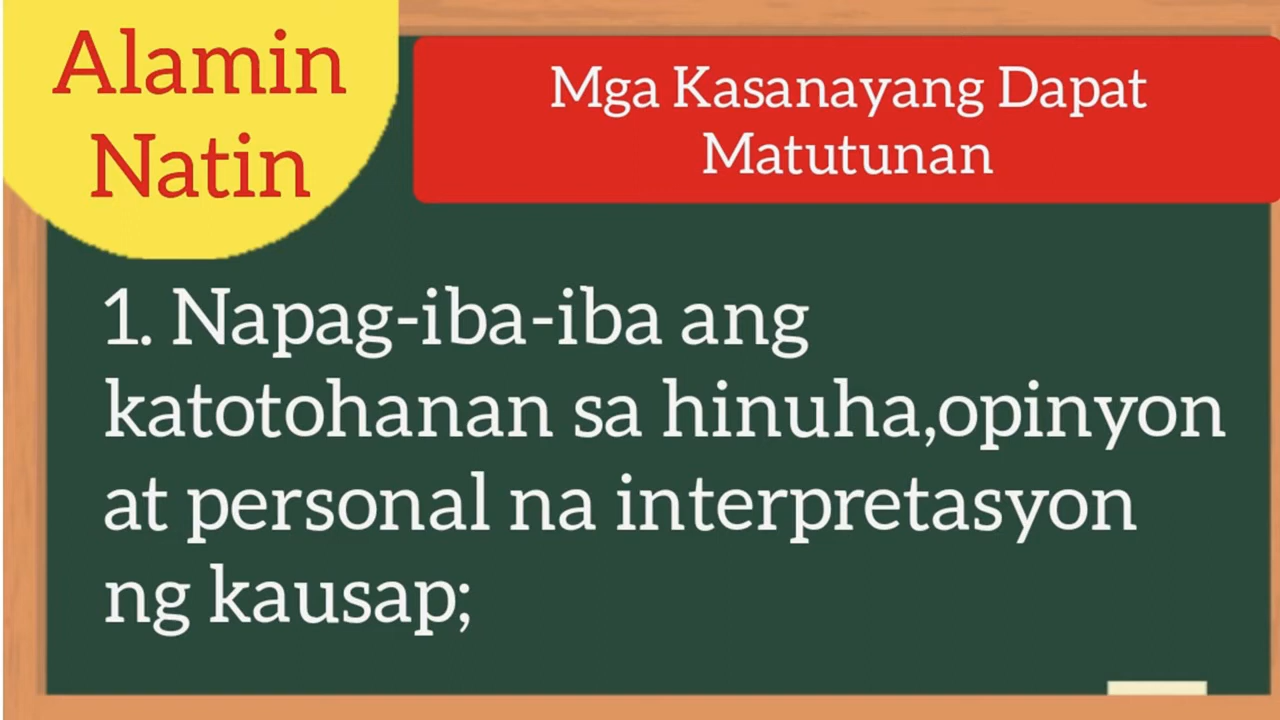 Alamin
Natin
Mga Kasanayang Dapat
Matutunan
1. Napag-iba-iba ang
katotohanan sa hinuha,opinyon
at personal na interpretasyon
ng kausap;